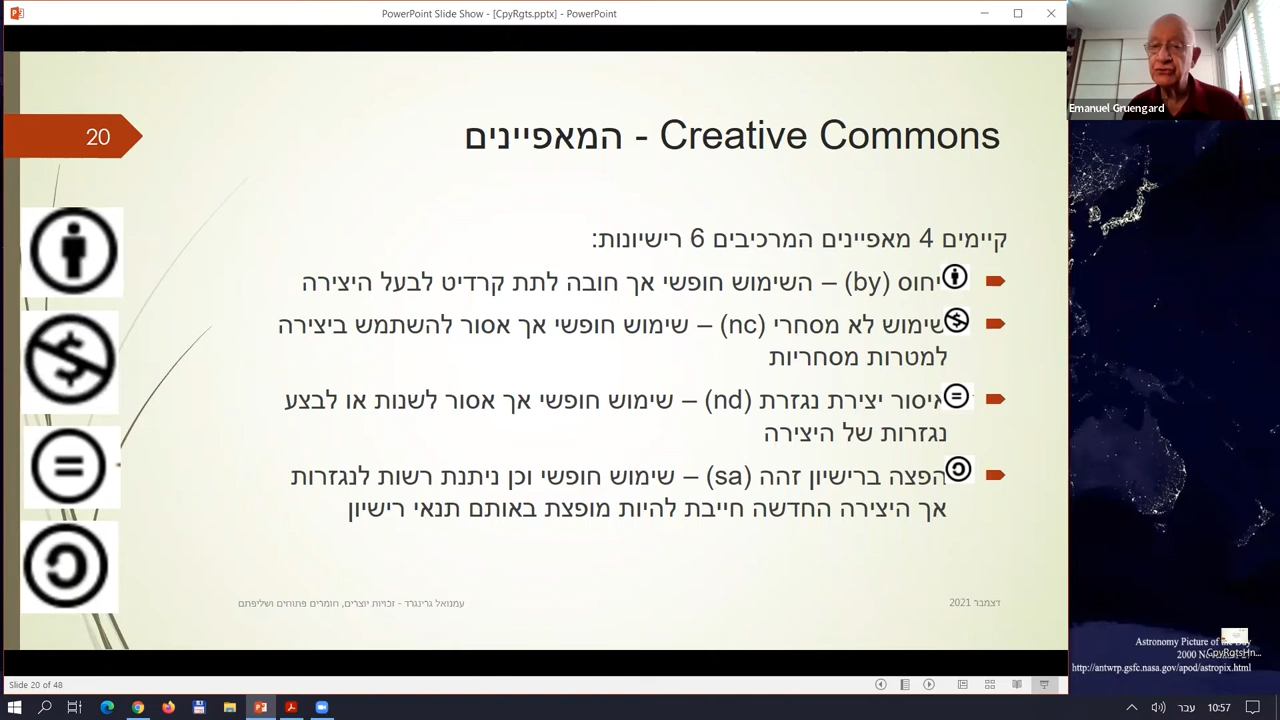 PowerPoint Slide Show - [CpyRgts.pptx] - PowerPoint
Emanuel Gruengard
20
Creative Commons - המאפיינים
קיימים 4 מאפיינים המרכיבים 6 רישיונות:
יחוס (by) – השימוש חופשי אך חובה לתת קרדיט לבעל היצירה
שימוש לא מסחרי (nc) – שימוש חופשי אך אסור להשתמש ביצירה
למטרות מסחריות
איסור יצירת נגזרת (nd) – שימוש חופשי אך אסור לשנות או לבצע
נגזרות של היצירה
הפצה ברישיון זהה (sa) – שימוש חופשי וכן ניתנת רשות לנגזרות
אך היצירה החדשה חייבת להיות מופצת באותם תנאי רישיון
דצמבר 2021
עמנואל גרינגרד - זכויות יוצרים, חומרים פתוחים ושליפתם
Astronomy Picture of the Day
2000
CpyRgtsHn...
http://antwrp.gsfc.nasa.gov/apod/astropix.html
Slide 20 of 48
עבר
10:57